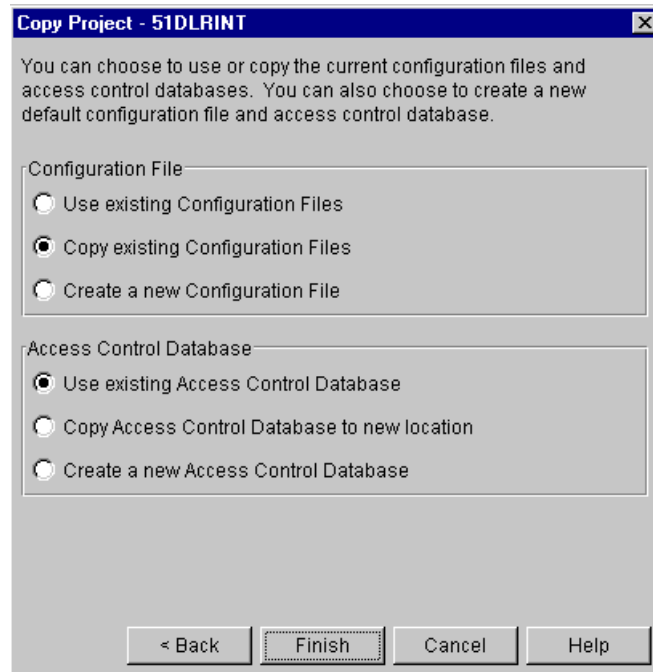 Copy Project - 51DLRINT
You can choose to use or copy the current configuration files and
access control databases. You can also choose to create a new
default configuration file and access control database.
Configuration File
Use existing Configuration Files
Copy existing Configuration Files
Create a new Configuration File
Access Control Database
Use existing Access Control Database
Copy Access Control Database to new location
Create a new Access Control Database
< Back
Finish
Cancel
Help